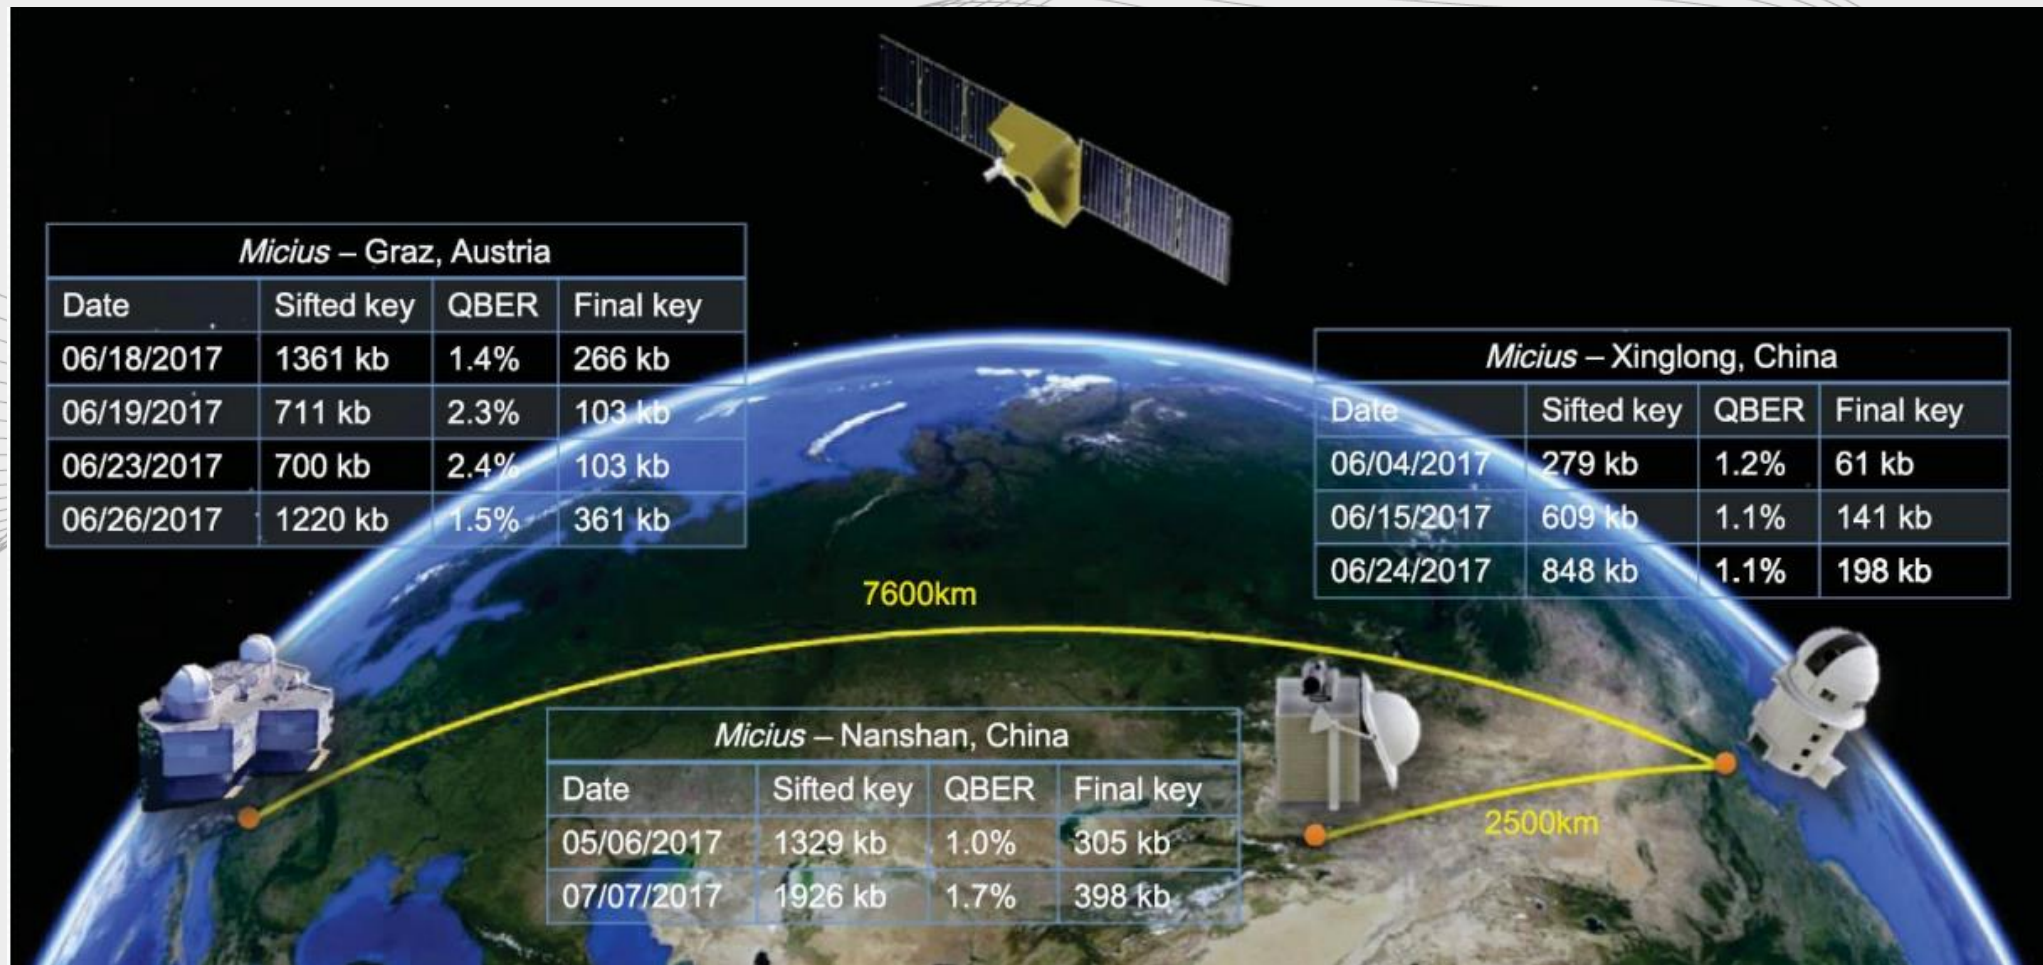 Micius – Graz, Austria
Date Sifted key QBER Final key
06/18/2017 1361 kb 1.4% 266 kb
06/19/2017 711 kb 2.3% 103 kb
06/23/2017 700 kb 2.4% 103 kb
06/26/2017 1220 kb 1.5% 361 kb
Micius – Xinglong, China
Date Sifted key QBER Final key
06/04/2017 279 kb 1.2% 61 kb
06/15/2017 609 kb 1.1% 141 kb
06/24/2017 848 kb 1.1% 198 kb
7600km
Micius – Nanshan, China
Date Sifted key QBER Final key
05/06/2017 1329 kb 1.0% 305 kb
07/07/2017 1926 kb 1.7% 398 kb
2500km